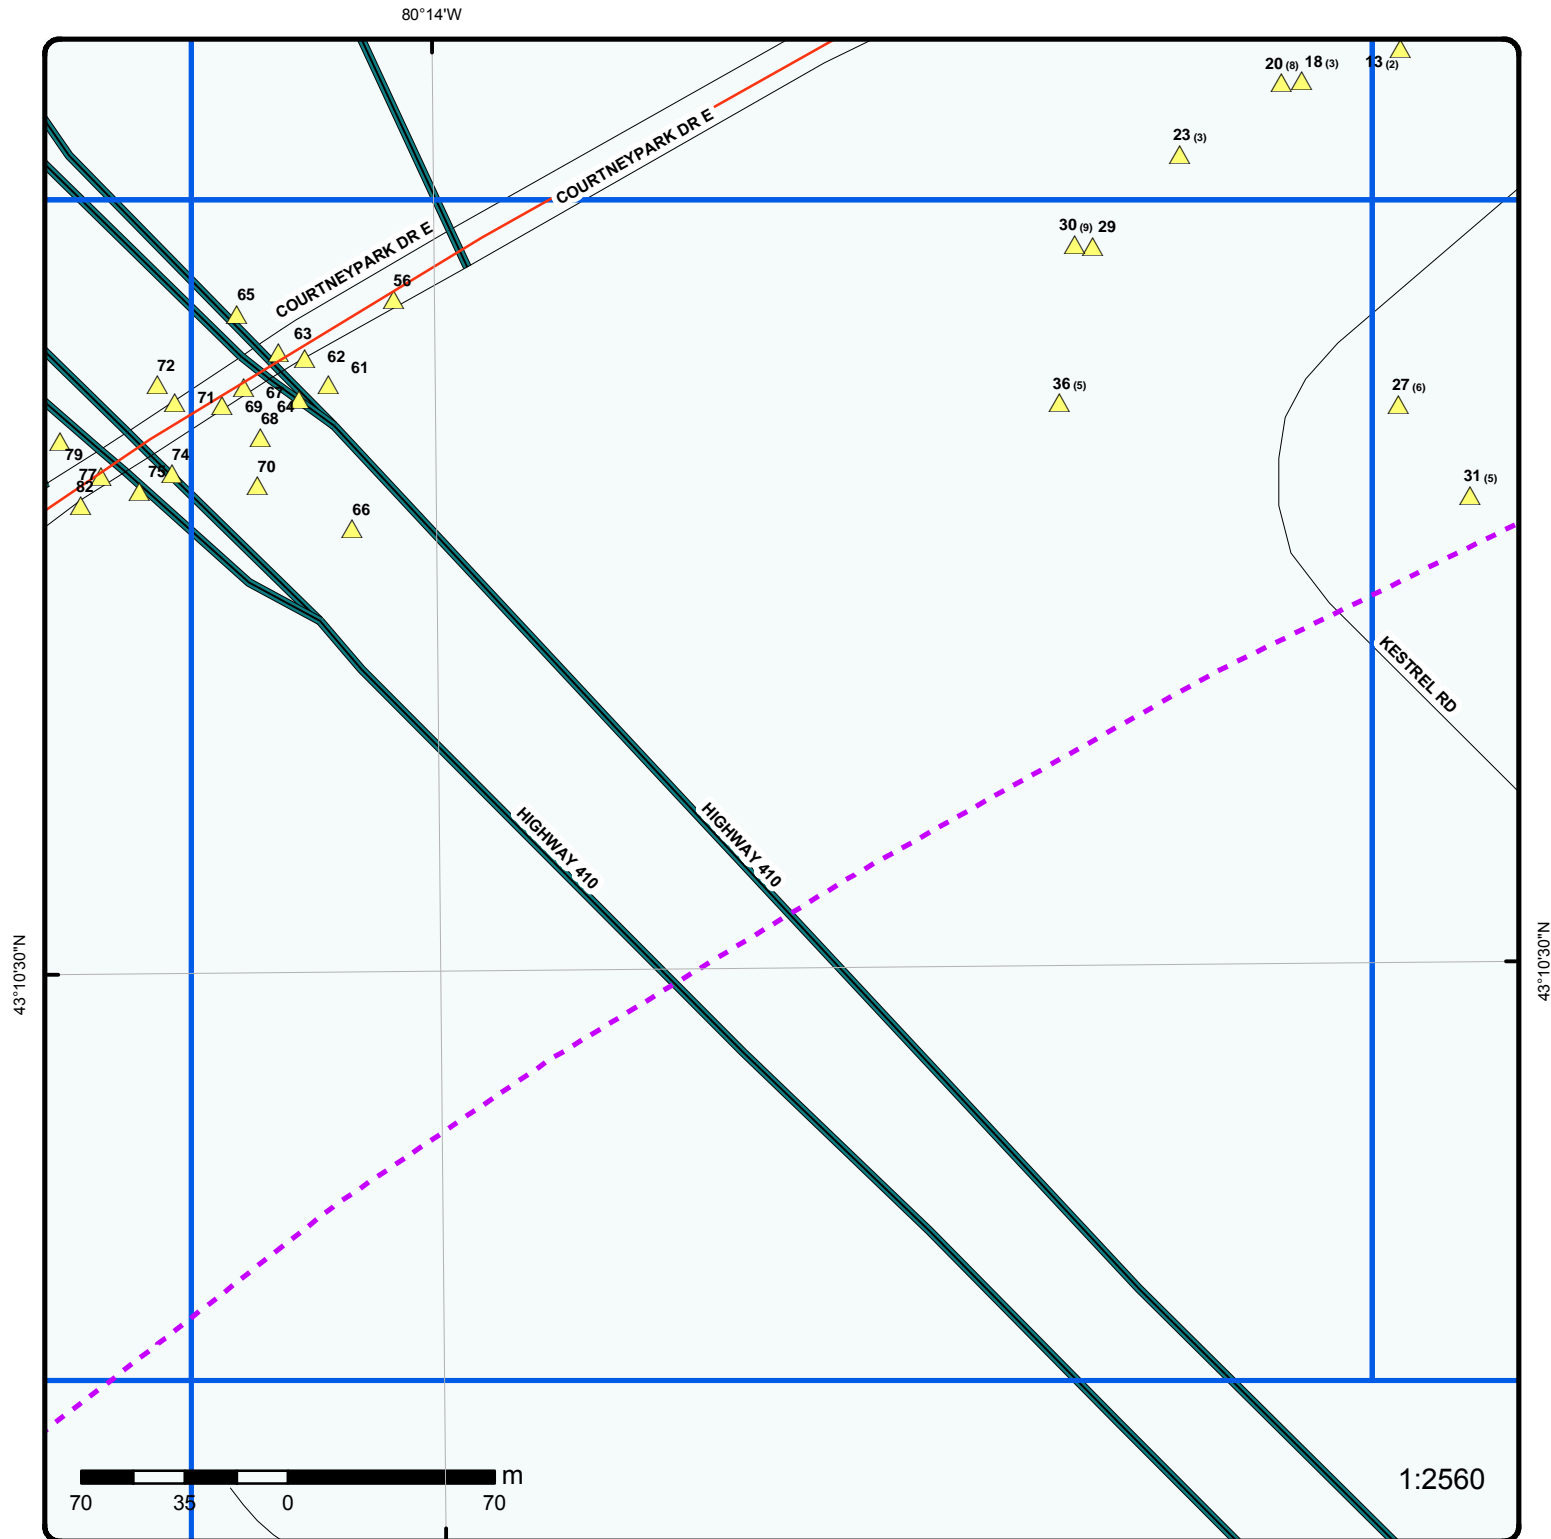 80°14'W
13 (2)
20 (8)
18 (3)
23 (3)
COURTNEYPARK DR E
30 (9)
29
COURTNEYPARK DR E
56
65
63
62
61
72
71
67
64
69
68
36 (5)
27 (6)
79
77
75
74
70
82
66
31 (5)
KESTREL RD
HIGHWAY 410
HIGHWAY 410
43°10'30"N
43°10'30"N
m
1:2560
70 35 0 70